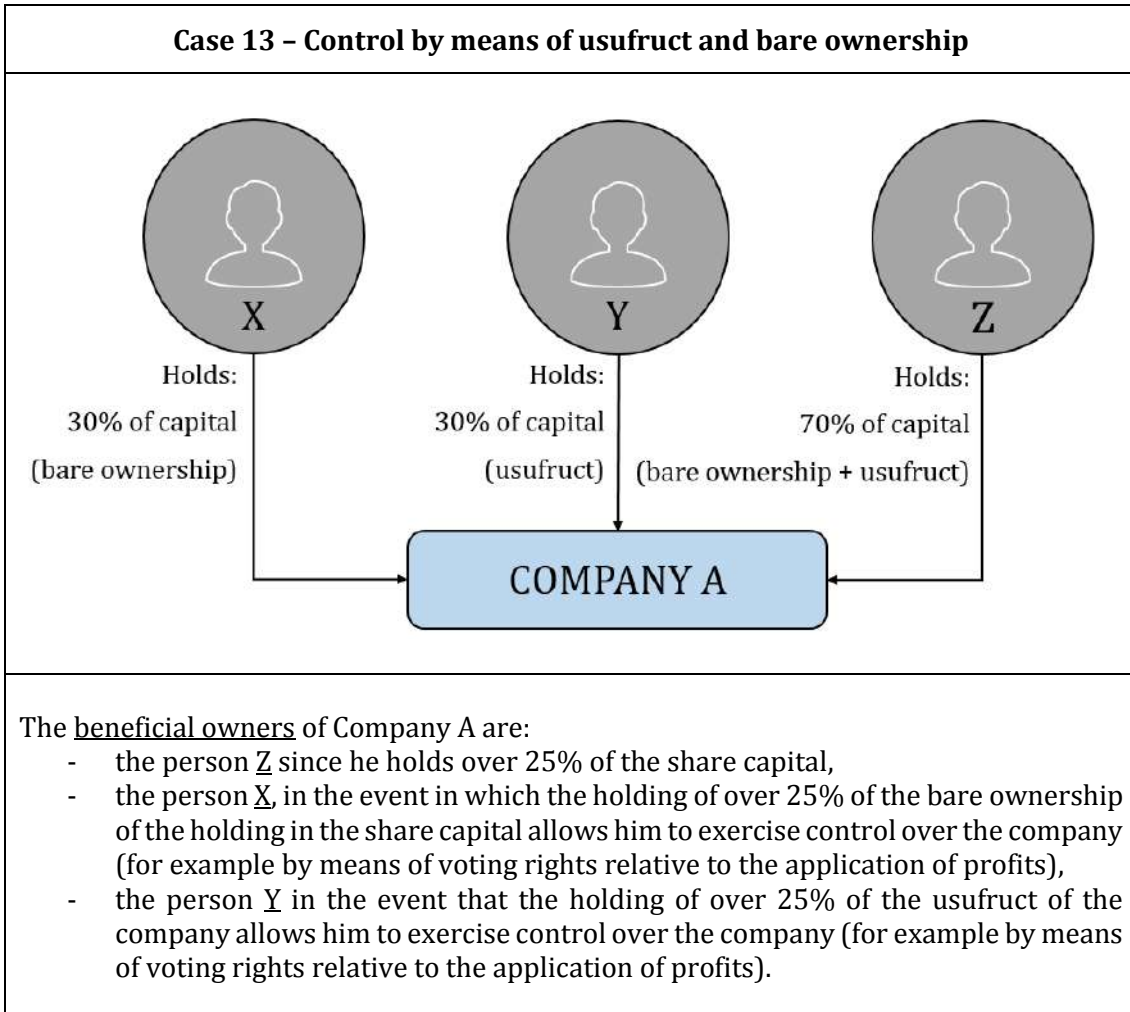 Case 13 – Control by means of usufruct and bare ownership
X
Y
Z
Holds:
30% of capital
(bare ownership)
Holds:
30% of capital
(usufruct)
Holds:
70% of capital
(bare ownership + usufruct)
COMPANY A
The beneficial owners of Company A are:
- the person Z since he holds over 25% of the share capital,
- the person X, in the event in which the holding of over 25% of the bare ownership
of the holding in the share capital allows him to exercise control over the company
(for example by means of voting rights relative to the application of profits),
- the person Y in the event that the holding of over 25% of the usufruct of the
company allows him to exercise control over the company (for example by means
of voting rights relative to the application of profits).